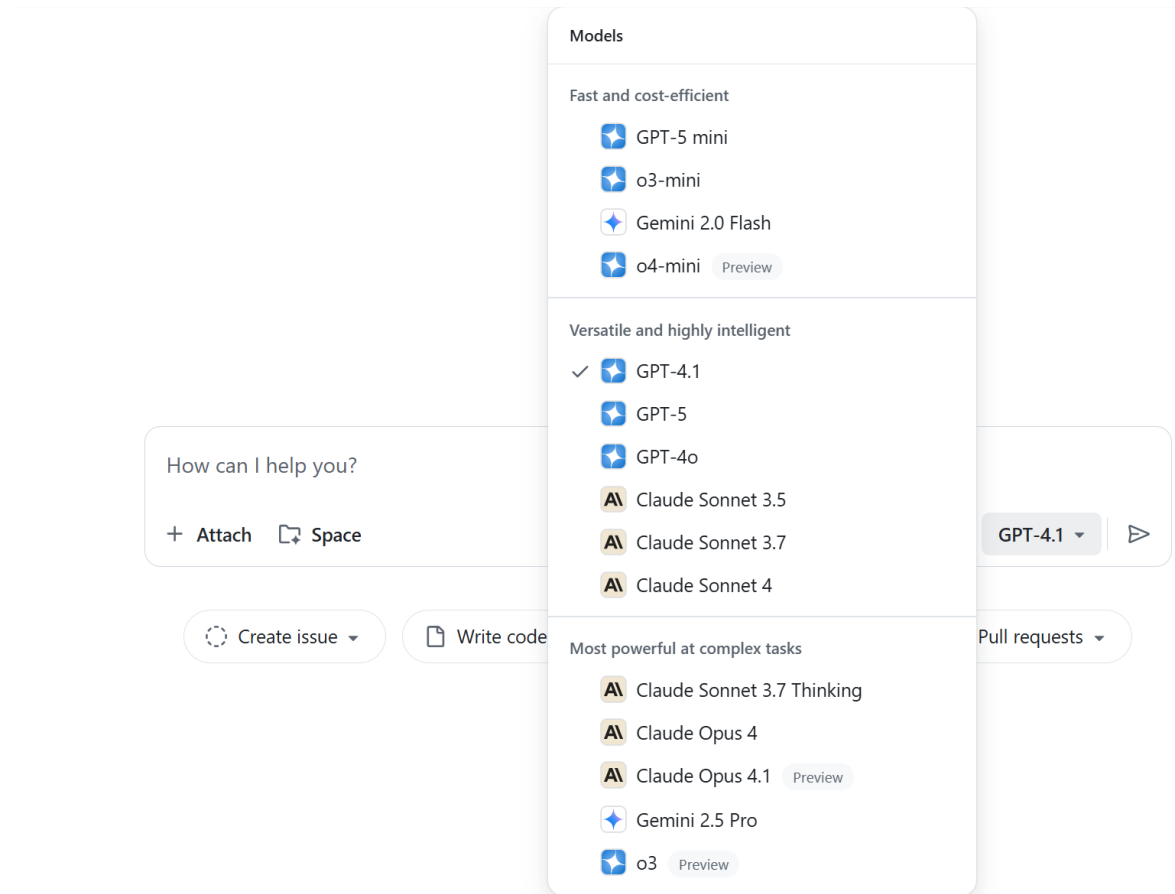 Models
Fast and cost-efficient
GPT-5 mini
o3-mini
Gemini 2.0 Flash
o4-mini Preview
Versatile and highly intelligent
GPT-4.1
GPT-5
GPT-4o
Claude Sonnet 3.5
Claude Sonnet 3.7
Claude Sonnet 4
Most powerful at complex tasks
Claude Sonnet 3.7 Thinking
Claude Opus 4
Claude Opus 4.1 Preview
Gemini 2.5 Pro
o3 Preview
How can I help you?
Attach Space
GPT-4.1
Create issue Write code Pull requests